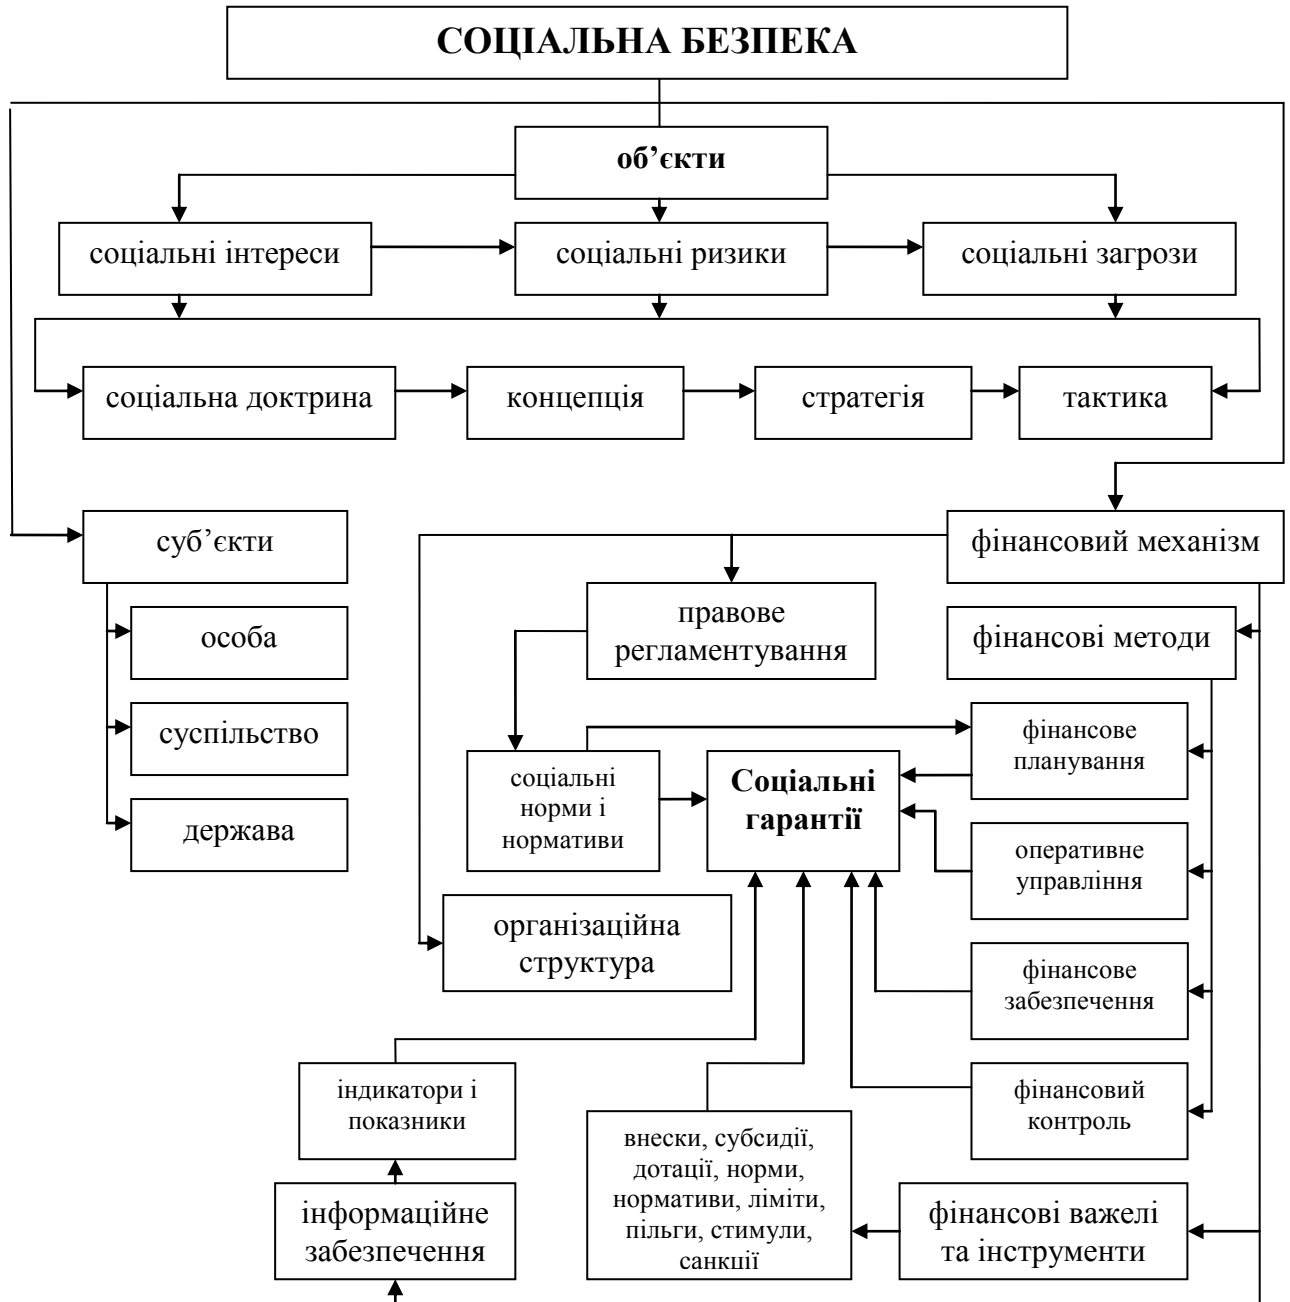 СОЦІАЛЬНА БЕЗПЕКА
об’єкти
соціальні інтереси
соціальні ризики
соціальні загрози
соціальна доктрина
концепція
стратегія
тактика
суб’єкти
фінансовий механізм
особа
правове
регламентування
фінансові методи
суспільство
соціальні
норми і
нормативи
Соціальні
гарантії
фінансове
планування
держава
оперативне
управління
організаційна
структура
фінансове
забезпечення
індикатори і
показники
фінансовий
контроль
внески, субсидії,
дотації, норми,
нормативи, ліміти,
пільги, стимули,
санкції
інформаційне
забезпечення
фінансові важелі
та інструменти